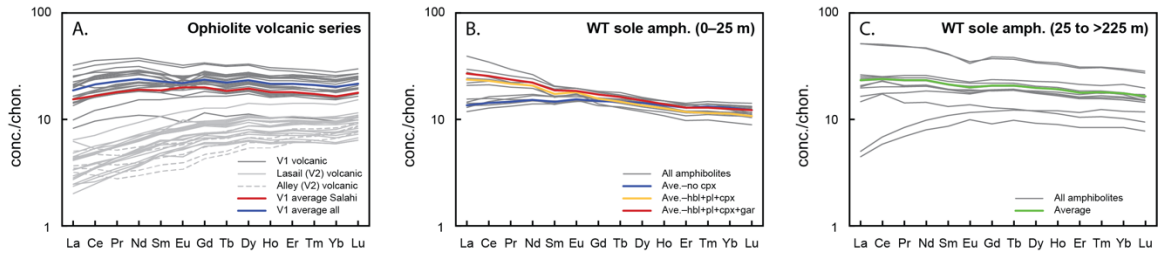 A. Ophiolite volcanic series
100
10
1
conc./chon.
V1 volcanic
Lasail (V2) volcanic
Alley (V2) volcanic
V1 average Salahi
V1 average all
La Ce Pr Nd Sm Eu Gd Tb Dy Ho Er Tm Yb Lu
B. WT sole amph. (0–25 m)
100
10
1
conc./chon.
All amphibolites
Ave.–no cpx
Ave.–hbl+pl+cpx
Ave.–hbl+pl+cpx+gar
La Ce Pr Nd Sm Eu Gd Tb Dy Ho Er Tm Yb Lu
C. WT sole amph. (25 to >225 m)
100
10
1
conc./chon.
All amphibolites
Average
La Ce Pr Nd Sm Eu Gd Tb Dy Ho Er Tm Yb Lu